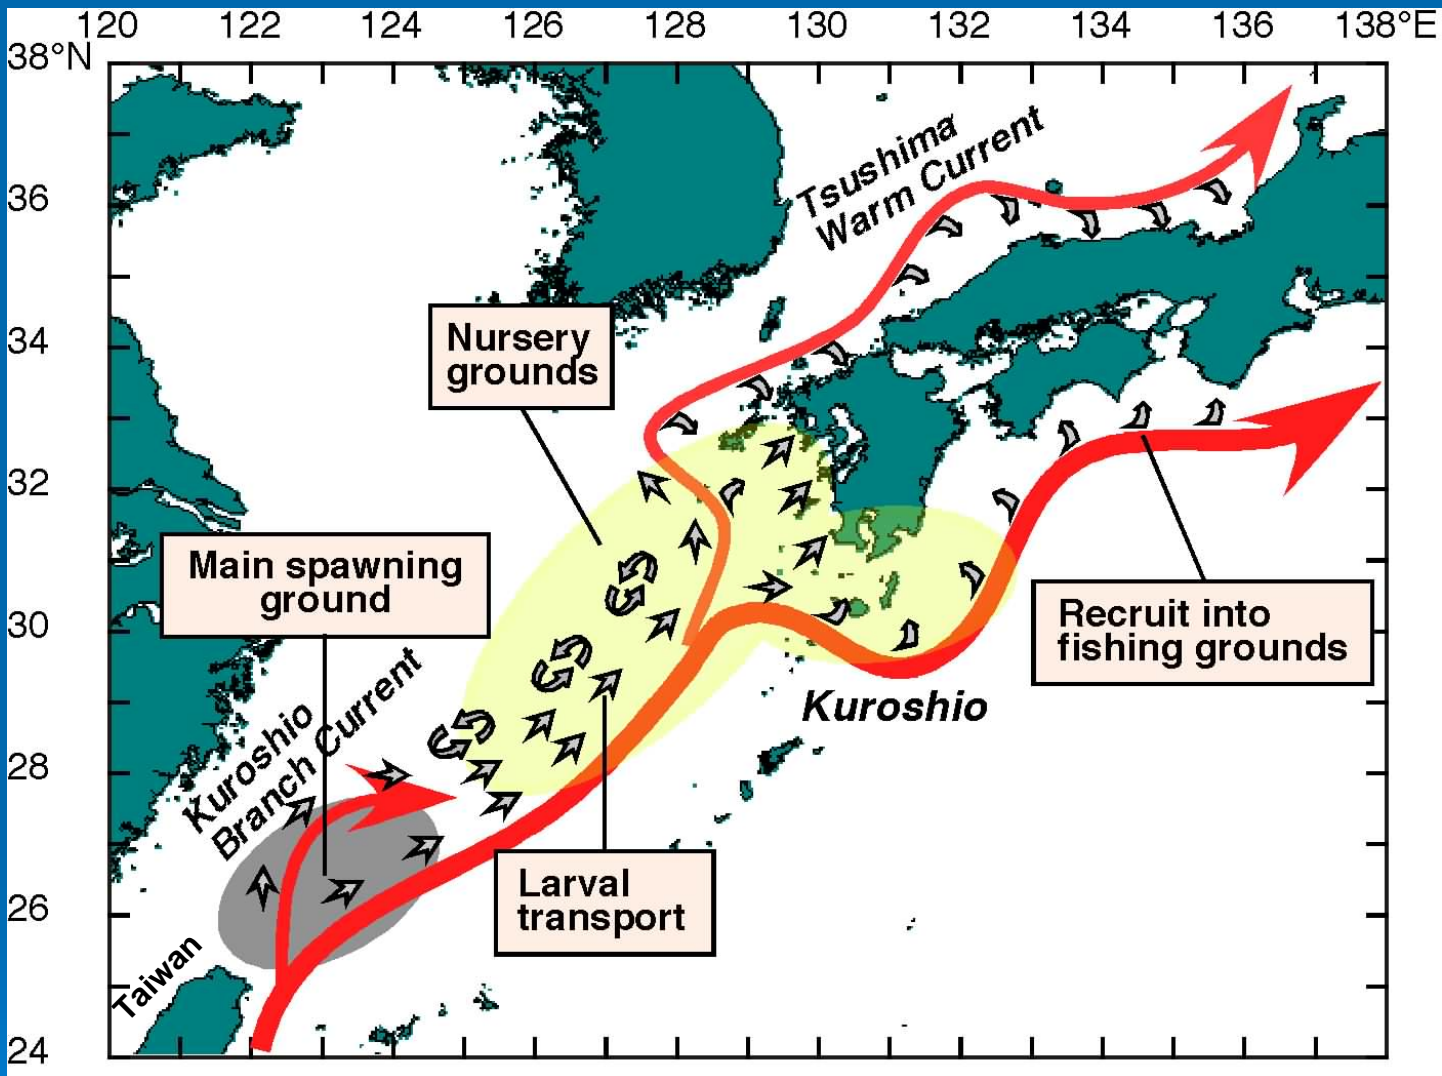 120 122 124 126 128 130 132 134 136 138°E
38°N
36
34
32
30
28
26
24
Tsushima
Warm Current
Nursery
grounds
Main spawning
ground
Recruit into
fishing grounds
Kuroshio
Kuroshio
Branch Current
Larval
transport
Taiwan